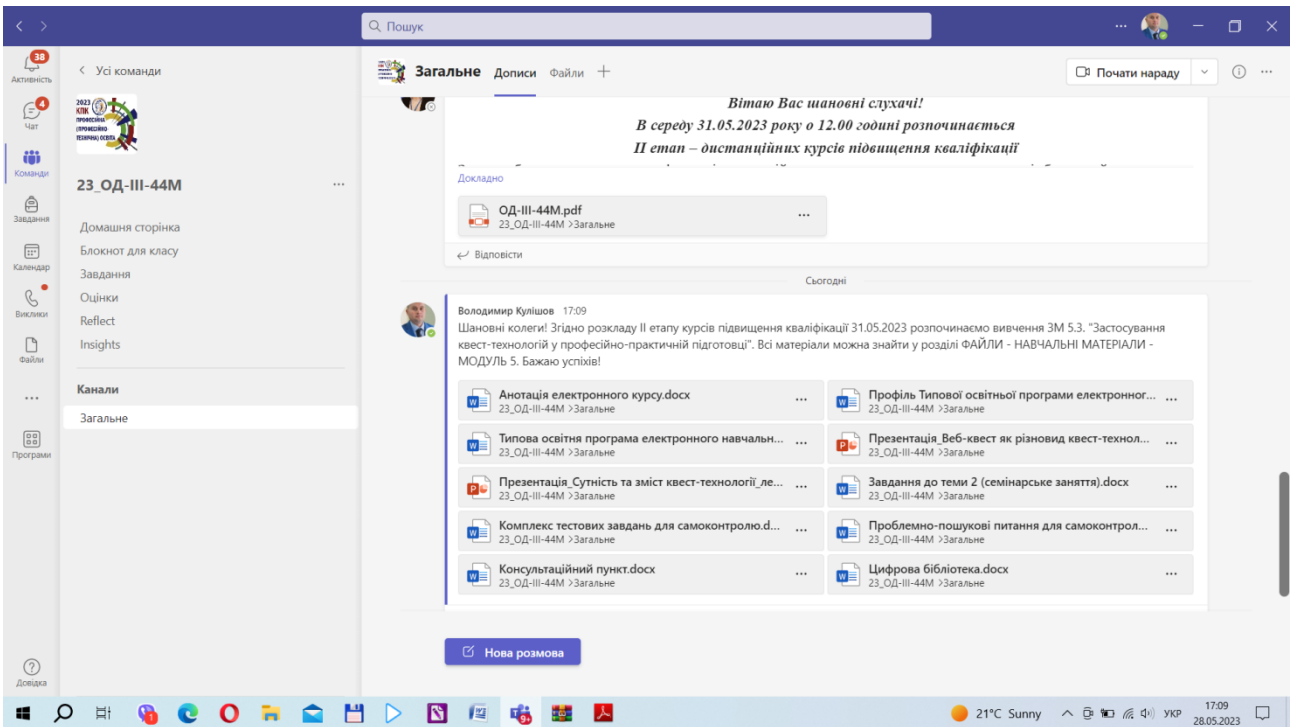 Пошук
38
Активність
4
Чат
Команди
Завдання
Календар
Виклики
Файли
Програми
Довідка
Усі команди
2023
КПК
ПРОФЕСІЙНА
(ПРОФЕСІЙНО
ТЕХНІЧНА) ОСВІТА
23_ОД-ІІІ-44М
Домашня сторінка
Блокнот для класу
Завдання
Оцінки
Reflect
Insights
Канали
Загальне
Загальне Дописи Файли
Почати нараду
Вітаю Вас шановні слухачі!
В середу 31.05.2023 року о 12.00 годині розпочинається
ІІ етап – дистанційних курсів підвищення кваліфікації
Докладно
ОД-ІІІ-44М.pdf
23_ОД-ІІІ-44М >Загальне
Відповісти
Сьогодні
Володимир Кулішов 17:09
Шановні колеги! Згідно розкладу ІІ етапу курсів підвищення кваліфікації 31.05.2023 розпочинаємо вивчення ЗМ 5.3. "Застосування
квест-технологій у професійно-практичній підготовці". Всі матеріали можна знайти у розділі ФАЙЛИ - НАВЧАЛЬНІ МАТЕРІАЛИ -
МОДУЛЬ 5. Бажаю успіхів!
Анотація електронного курсу.docx
23_ОД-ІІІ-44М >Загальне
Профіль Типової освітньої програми електронног...
23_ОД-ІІІ-44М >Загальне
Типова освітня програма електронного навчальн...
23_ОД-ІІІ-44М >Загальне
Презентація_Веб-квест як різновид квест-технол...
23_ОД-ІІІ-44М >Загальне
Презентація_Сутність та зміст квест-технології_ле...
23_ОД-ІІІ-44М >Загальне
Завдання до теми 2 (семінарське заняття).docx
23_ОД-ІІІ-44М >Загальне
Комплекс тестових завдань для самоконтролю.d...
23_ОД-ІІІ-44М >Загальне
Проблемно-пошукові питання для самоконтрол...
23_ОД-ІІІ-44М >Загальне
Консультаційний пункт.docx
23_ОД-ІІІ-44М >Загальне
Цифрова бібліотека.docx
23_ОД-ІІІ-44М >Загальне
Нова розмова
21°C Sunny
УКР
17:09
28.05.2023